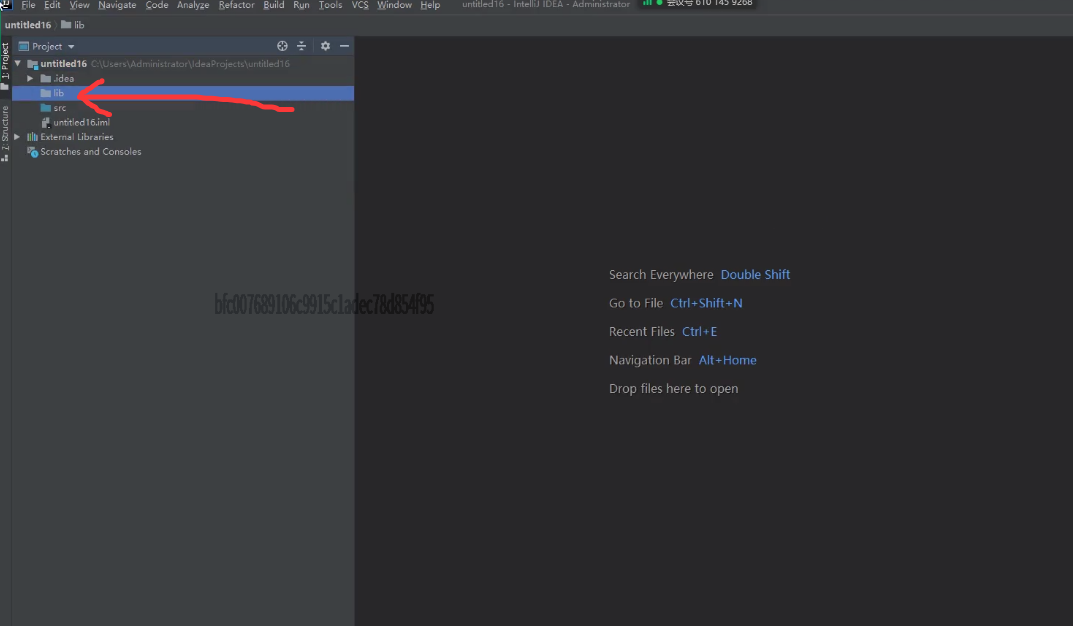 File Edit View Navigate Code Analyze Refactor Build Run Tools VCS Window Help untitled16 - IntelliJ IDEA - Administrator 会议号 610 145 9268
untitled16 lib
1: Project
7: Structure
Project
untitled16 C:\Users\Administrator\IdeaProjects\untitled16
.idea
lib
src
untitled16.iml
External Libraries
Scratches and Consoles
Search Everywhere Double Shift
Go to File Ctrl+Shift+N
Recent Files Ctrl+E
Navigation Bar Alt+Home
Drop files here to open
bfc007689106c9915c1adec78d854f95